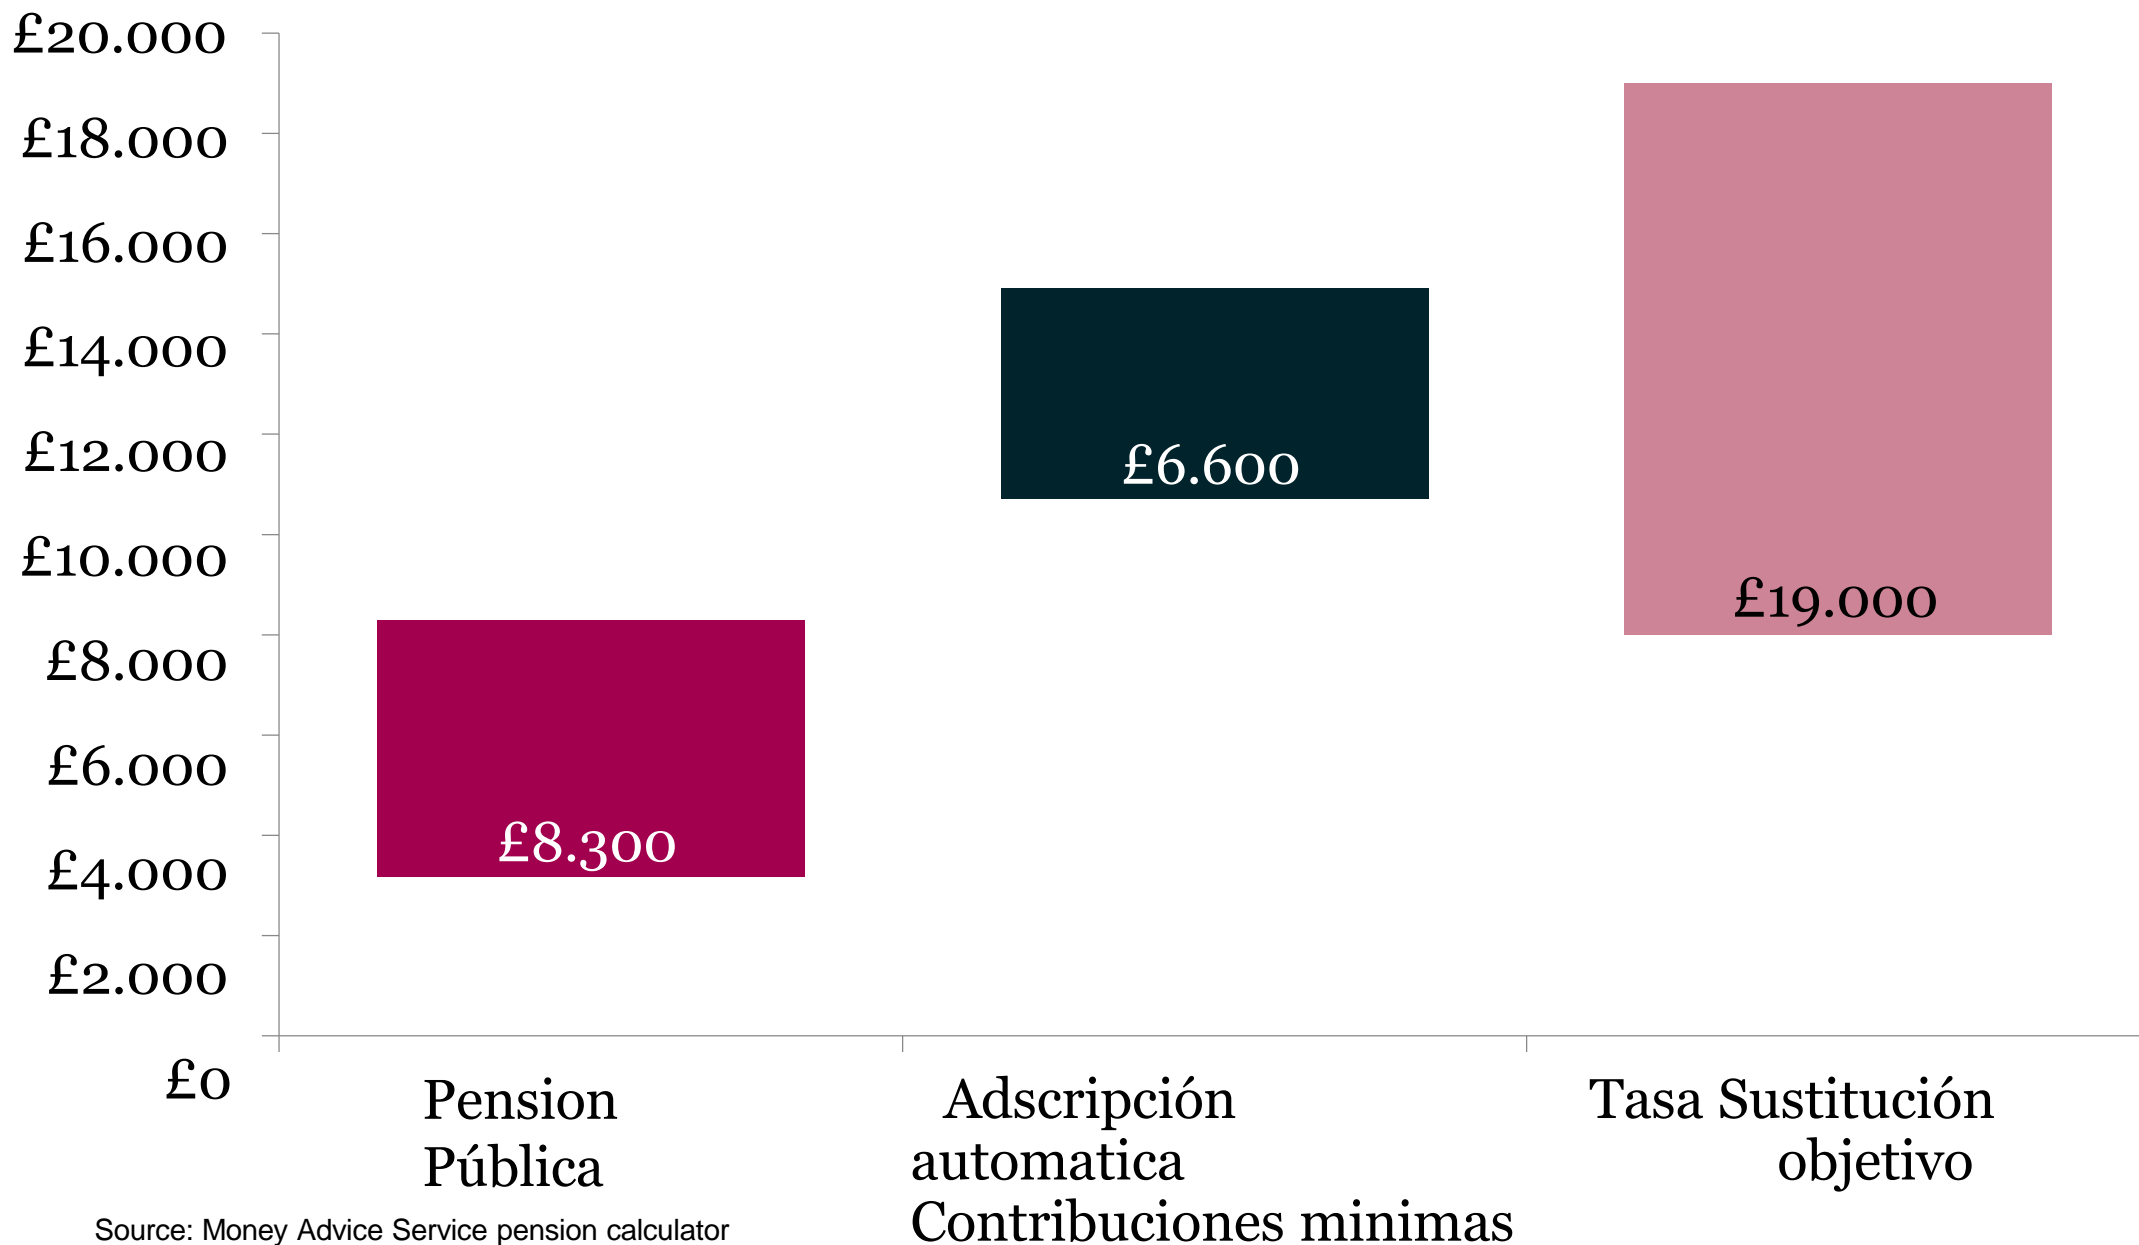 £20.000
£18.000
£16.000
£14.000
£12.000
£10.000
£8.000
£6.000
£4.000
£2.000
£0
£8.300
£6.600
£19.000
Pension
Pública
Adscripción
automatica
Contribuciones minimas
Tasa Sustitución
objetivo
Source: Money Advice Service pension calculator